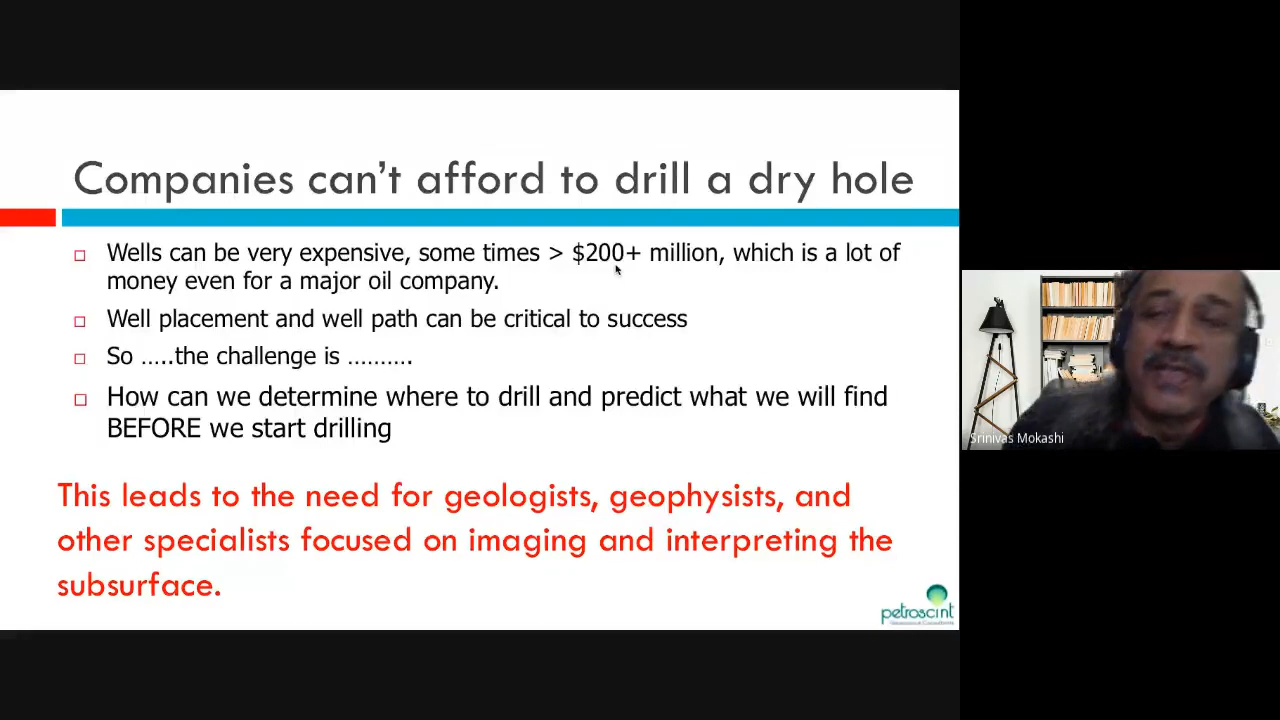 Companies can't afford to drill a dry hole
Wells can be very expensive, some times > $200+ million, which is a lot of
money even for a major oil company.
Well placement and well path can be critical to success
So …..the challenge is ……….
How can we determine where to drill and predict what we will find
BEFORE we start drilling
This leads to the need for geologists, geophysists, and
other specialists focused on imaging and interpreting the
subsurface.
petroscint
Srinivas Mokashi